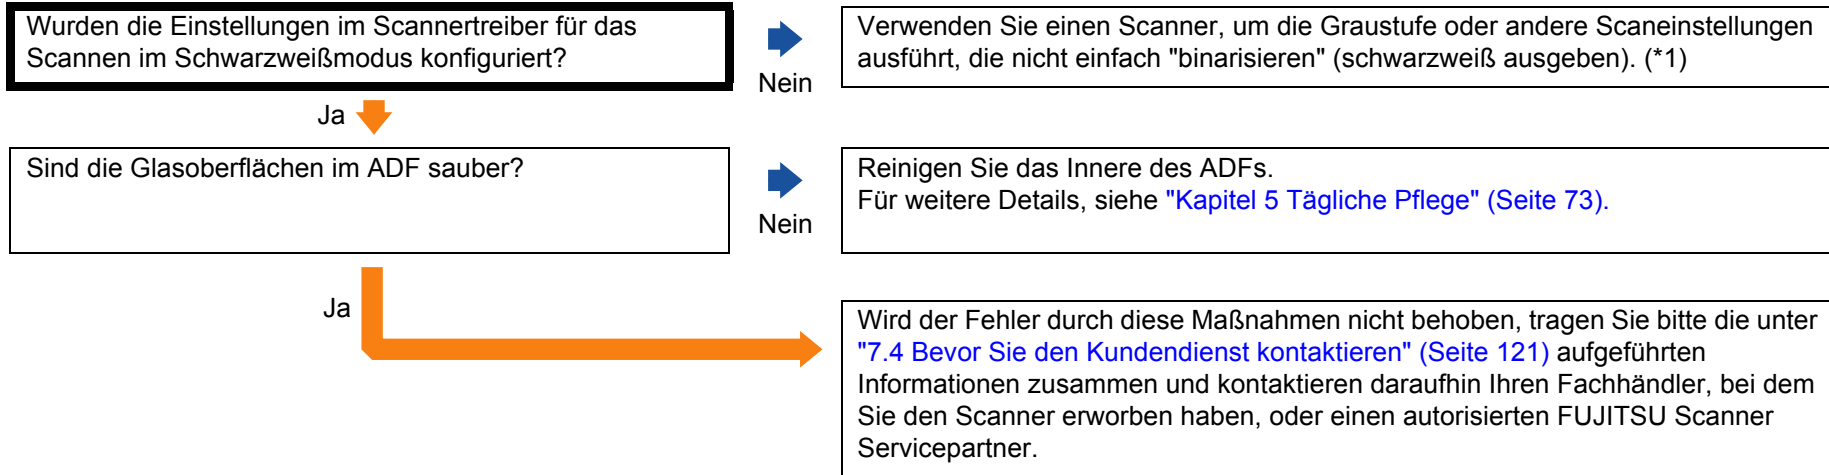 Wurden die Einstellungen im Scannertreiber für das
Scannen im Schwarzweißmodus konfiguriert?
Nein
Verwenden Sie einen Scanner, um die Graustufe oder andere Scaneinstellungen
ausführt, die nicht einfach "binarisieren" (schwarzweiß ausgeben). (*1)
Ja
Sind die Glasoberflächen im ADF sauber?
Nein
Reinigen Sie das Innere des ADFs.
Für weitere Details, siehe "Kapitel 5 Tägliche Pflege" (Seite 73).
Ja
Wird der Fehler durch diese Maßnahmen nicht behoben, tragen Sie bitte die unter
"7.4 Bevor Sie den Kundendienst kontaktieren" (Seite 121) aufgeführten
Informationen zusammen und kontaktieren daraufhin Ihren Fachhändler, bei dem
Sie den Scanner erworben haben, oder einen autorisierten FUJITSU Scanner
Servicepartner.